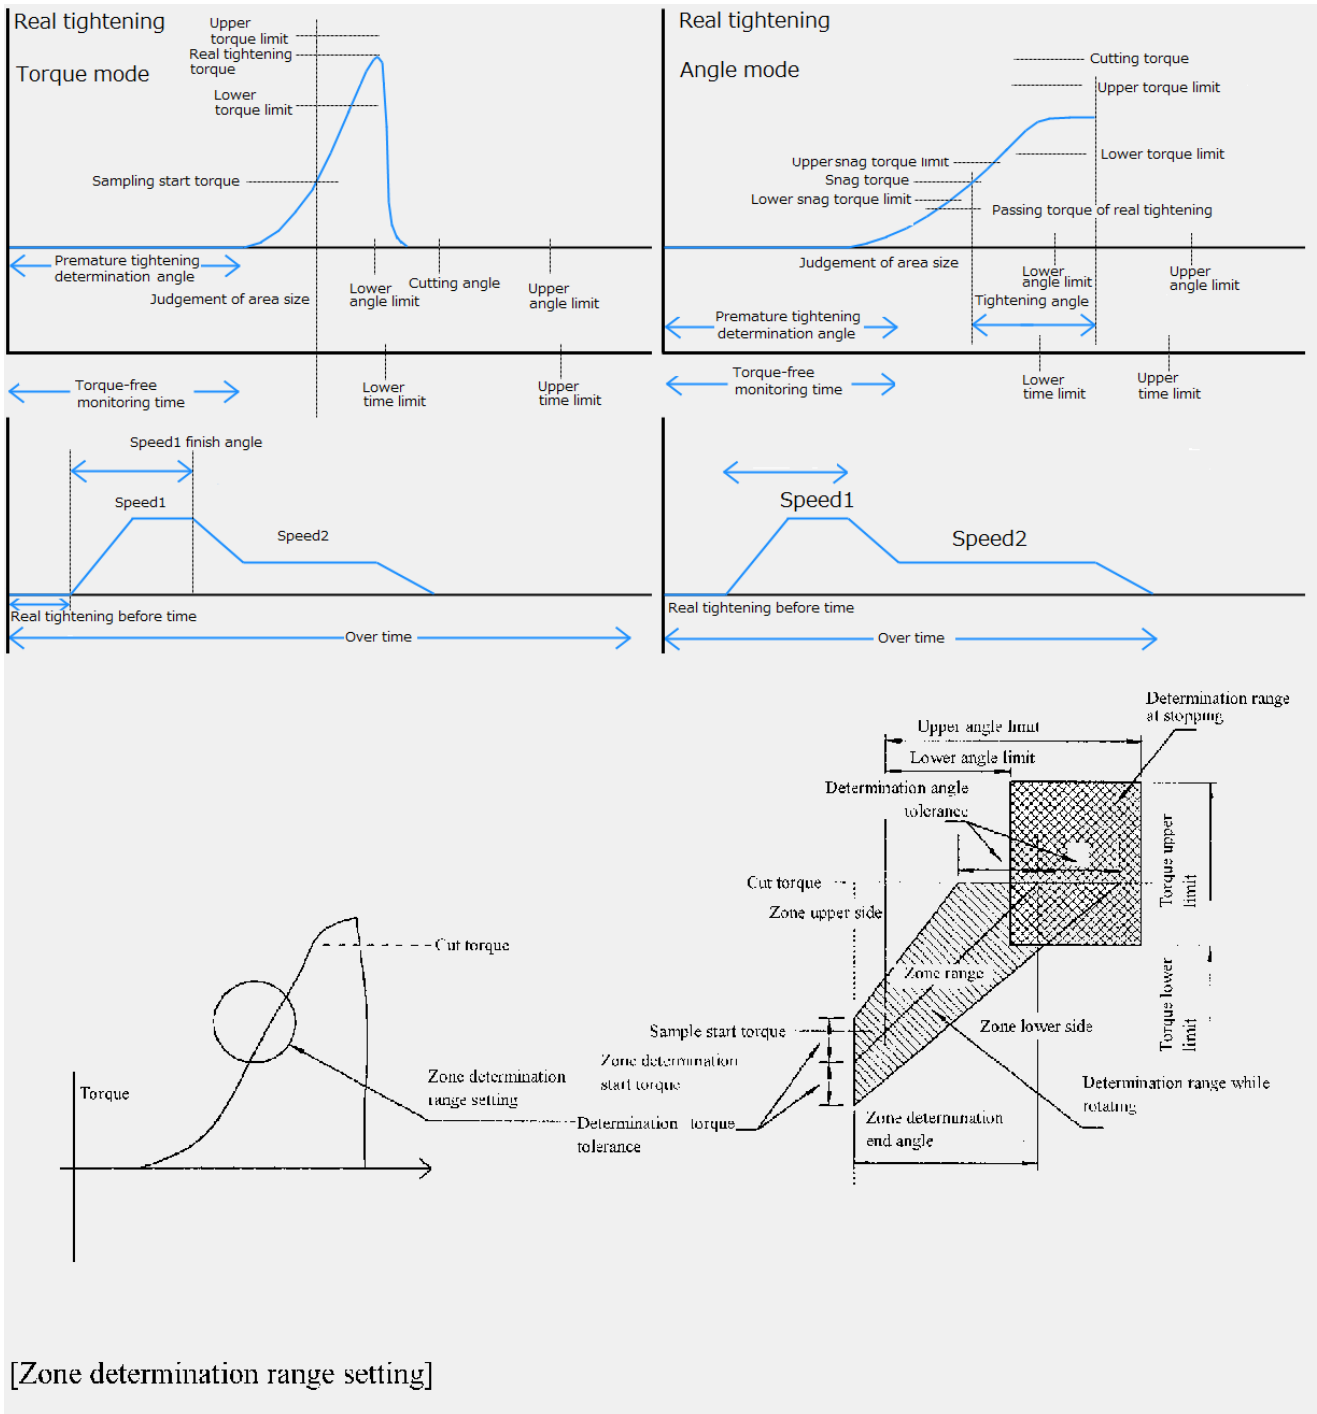 Real tightening
Torque mode
Upper
torque limit
Real tightening
torque
Lower
torque limit
Sampling start torque
Premature tightening
determination angle
Judgement of area size
Lower
angle limit
Cutting angle
Upper
angle limit
Torque-free
monitoring time
Lower
time limit
Upper
time limit
Speed1 finish angle
Speed1
Speed2
Real tightening before time
Over time
Real tightening
Angle mode
Cutting torque
Upper torque limit
Lower torque limit
Upper snag torque limit
Snag torque
Lower snag torque limit
Passing torque of real tightening
Judgement of area size
Lower
angle limit
Upper
angle limit
Tightening angle
Premature tightening
determination angle
Torque-free
monitoring time
Lower
time limit
Upper
time limit
Speed1
Speed2
Real tightening before time
Over time
Determination range
at stopping
Upper angle limit
Lower angle limit
Determination angle
tolerance
Torque upper
limit
Cut torque
Zone upper side
Zone range
Torque lower
limit
Sample start torque
Zone lower side
Zone determination
start torque
Determination range while
rotating
Determination torque
tolerance
Zone determination
end angle
Cut torque
Torque
Zone determination
range setting
[Zone determination range setting]